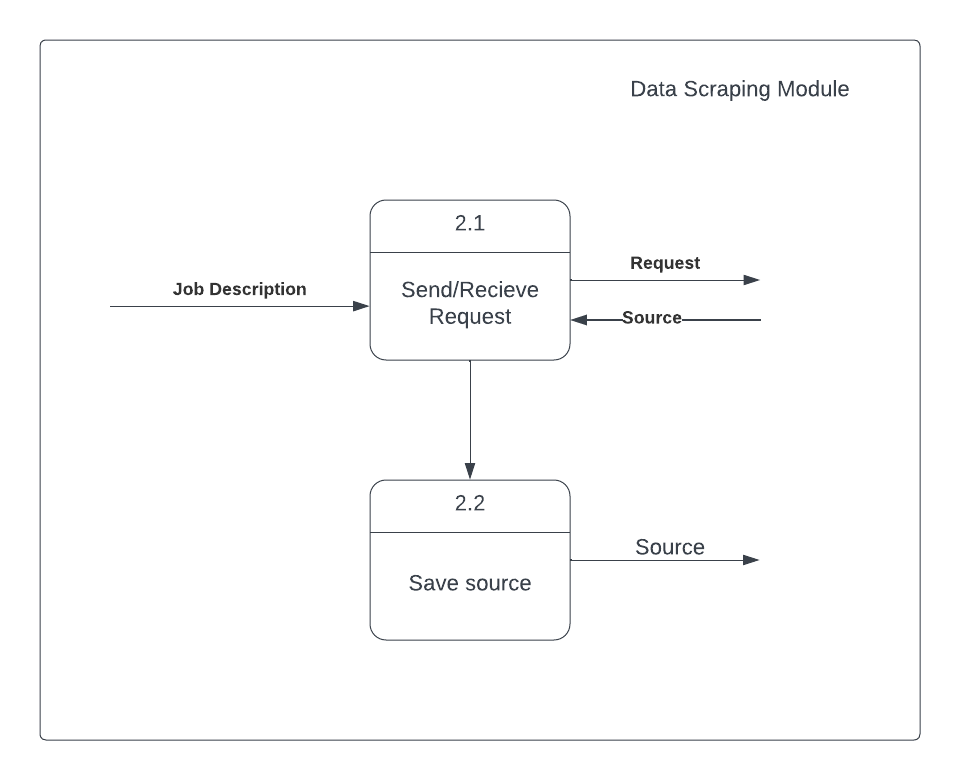 Data Scraping Module
2.1
Send/Recieve
Request
Job Description
Request
Source
2.2
Save source
Source